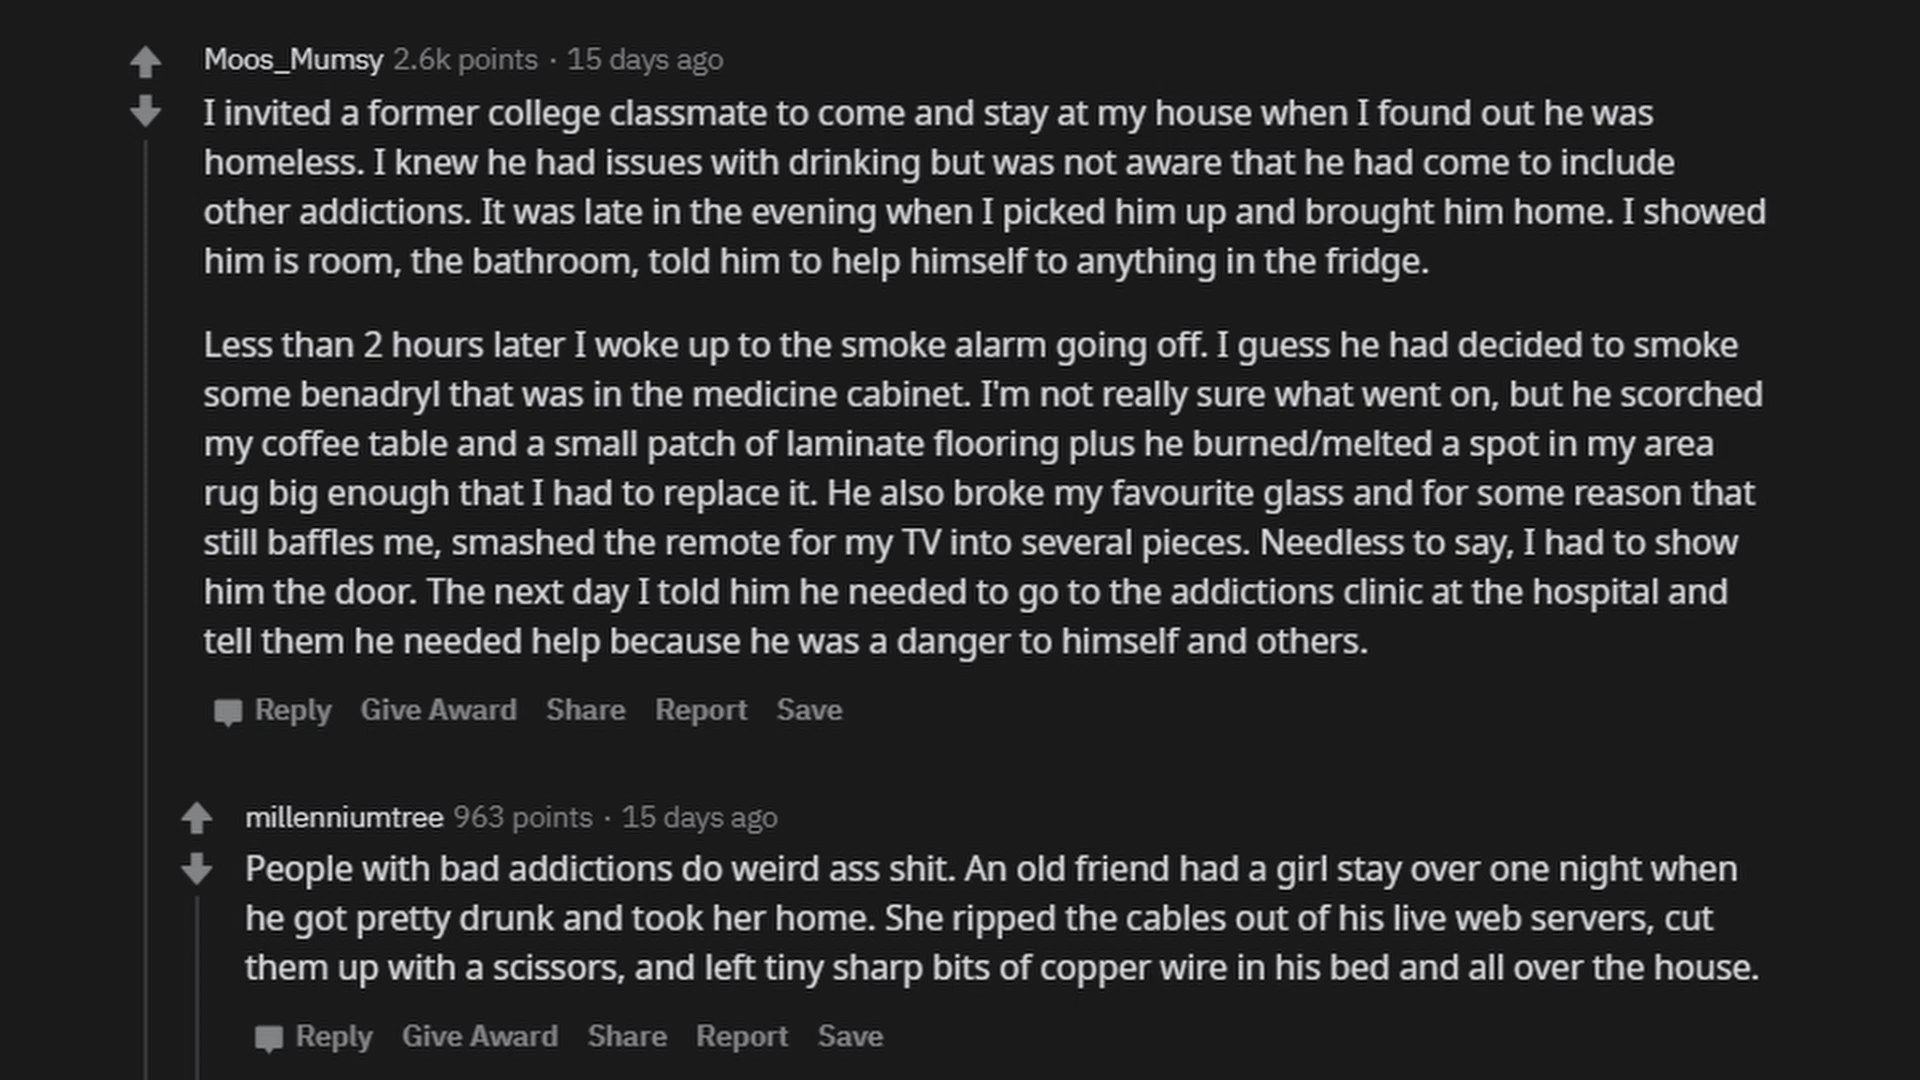 Moos_Mumsy 2.6k points · 15 days ago
I invited a former college classmate to come and stay at my house when I found out he was
homeless. I knew he had issues with drinking but was not aware that he had come to include
other addictions. It was late in the evening when I picked him up and brought him home. I showed
him is room, the bathroom, told him to help himself to anything in the fridge.
Less than 2 hours later I woke up to the smoke alarm going off. I guess he had decided to smoke
some benadryl that was in the medicine cabinet. I'm not really sure what went on, but he scorched
my coffee table and a small patch of laminate flooring plus he burned/melted a spot in my area
rug big enough that I had to replace it. He also broke my favourite glass and for some reason that
still baffles me, smashed the remote for my TV into several pieces. Needless to say, I had to show
him the door. The next day I told him he needed to go to the addictions clinic at the hospital and
tell them he needed help because he was a danger to himself and others.
Reply Give Award Share Report Save
millenniumtree 963 points · 15 days ago
People with bad addictions do weird ass shit. An old friend had a girl stay over one night when
he got pretty drunk and took her home. She ripped the cables out of his live web servers, cut
them up with a scissors, and left tiny sharp bits of copper wire in his bed and all over the house.
Reply Give Award Share Report Save